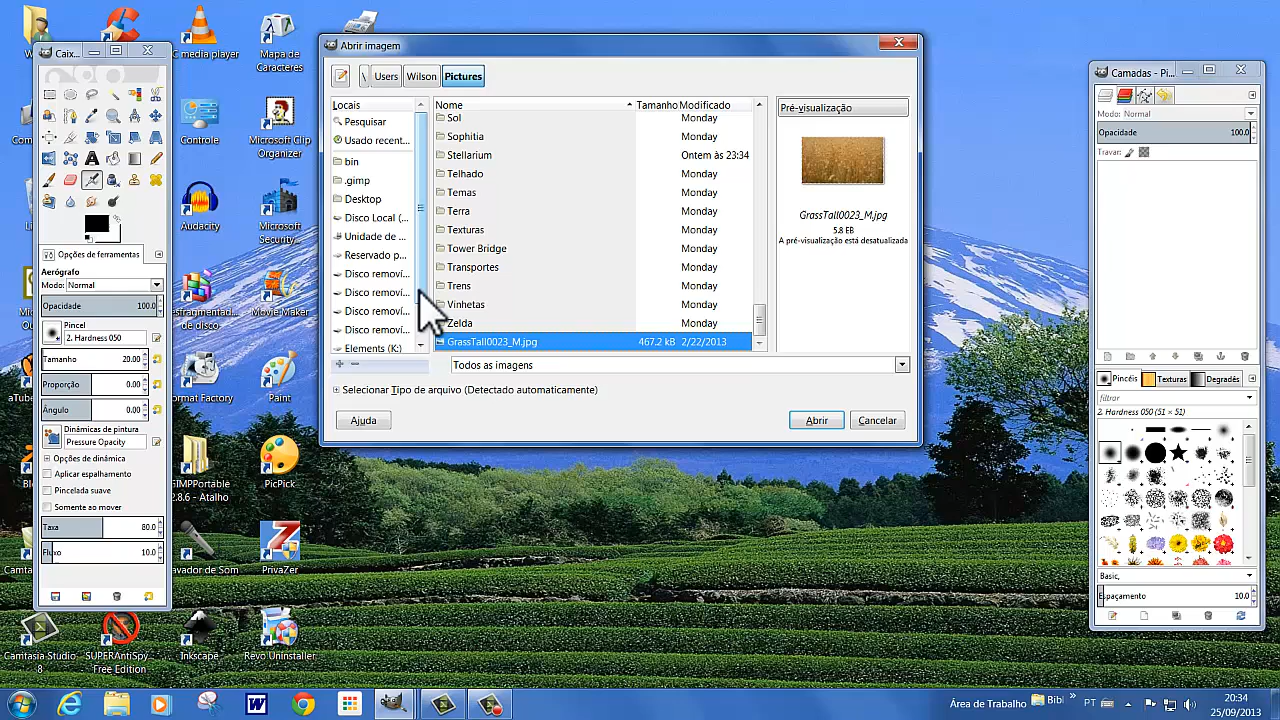 C media player
Mapa de
Caracteres
Controle
Microsoft Clip
Organizer
Audacity
Microsoft
Security...
Movie Maker
de disco
ormat Factory
Paint
GIMPPortable
2.8.6 - Atalho
PicPick
avador de Som
PrivaZer
Camtasia Studio
8
SUPERAntiSpy...
Free Edition
Inkscape
Revo Uninstaller
Caix...
Opções de ferramentas
Aerógrafo
Modo: Normal
Opacidade 100.0
Pincel
2. Hardness 050
Tamanho 20.00
Proporção 0.00
Ângulo 0.00
Dinâmicas de pintura
Pressure Opacity
Opções de dinâmica
Aplicar espalhamento
Pincelada suave
Somente ao mover
Taxa 80.0
Fluxo 10.0
Abrir imagem
\ Users Wilson Pictures
Locais
Pesquisar
Usado recent...
bin
.gimp
Desktop
Disco Local (...
Unidade de ...
Reservado p...
Disco removí...
Disco removí...
Disco removí...
Disco removí...
Elements (K:)
Nome Tamanho Modificado
Sol Monday
Sophitia Monday
Stellarium Ontem às 23:34
Telhado Monday
Temas Monday
Terra Monday
Texturas Monday
Tower Bridge Monday
Transportes Monday
Trens Monday
Vinhetas Monday
Zelda Monday
GrassTall0023_M.jpg 467.2 kB 2/22/2013
Pré-visualização
GrassTall0023_M.jpg
5.8 EB
A pré-visualização está desatualizada
Todos as imagens
Selecionar Tipo de arquivo (Detectado automaticamente)
Ajuda
Abrir
Cancelar
Camadas - Pi...
Modo: Normal
Opacidade 100.0
Travar:
Pincéis Texturas Degradês
filtrar
2. Hardness 050 (51 × 51)
Basic,
Espaçamento 10.0
Área de Trabalho
Bibl
»
PT
20:34
25/09/2013